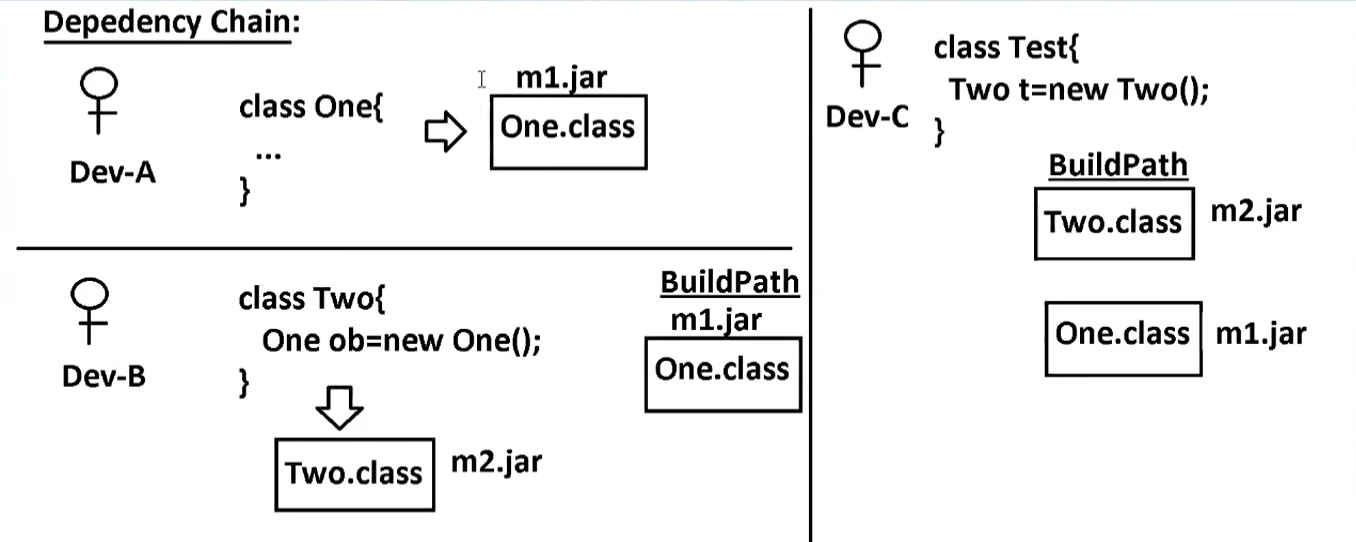 Depedency Chain:
Dev-A
class One{
...
}
m1.jar
One.class
Dev-B
class Two{
One ob=new One();
}
Two.class
m2.jar
BuildPath
m1.jar
One.class
Dev-C
class Test{
Two t=new Two();
}
BuildPath
Two.class
m2.jar
One.class
m1.jar